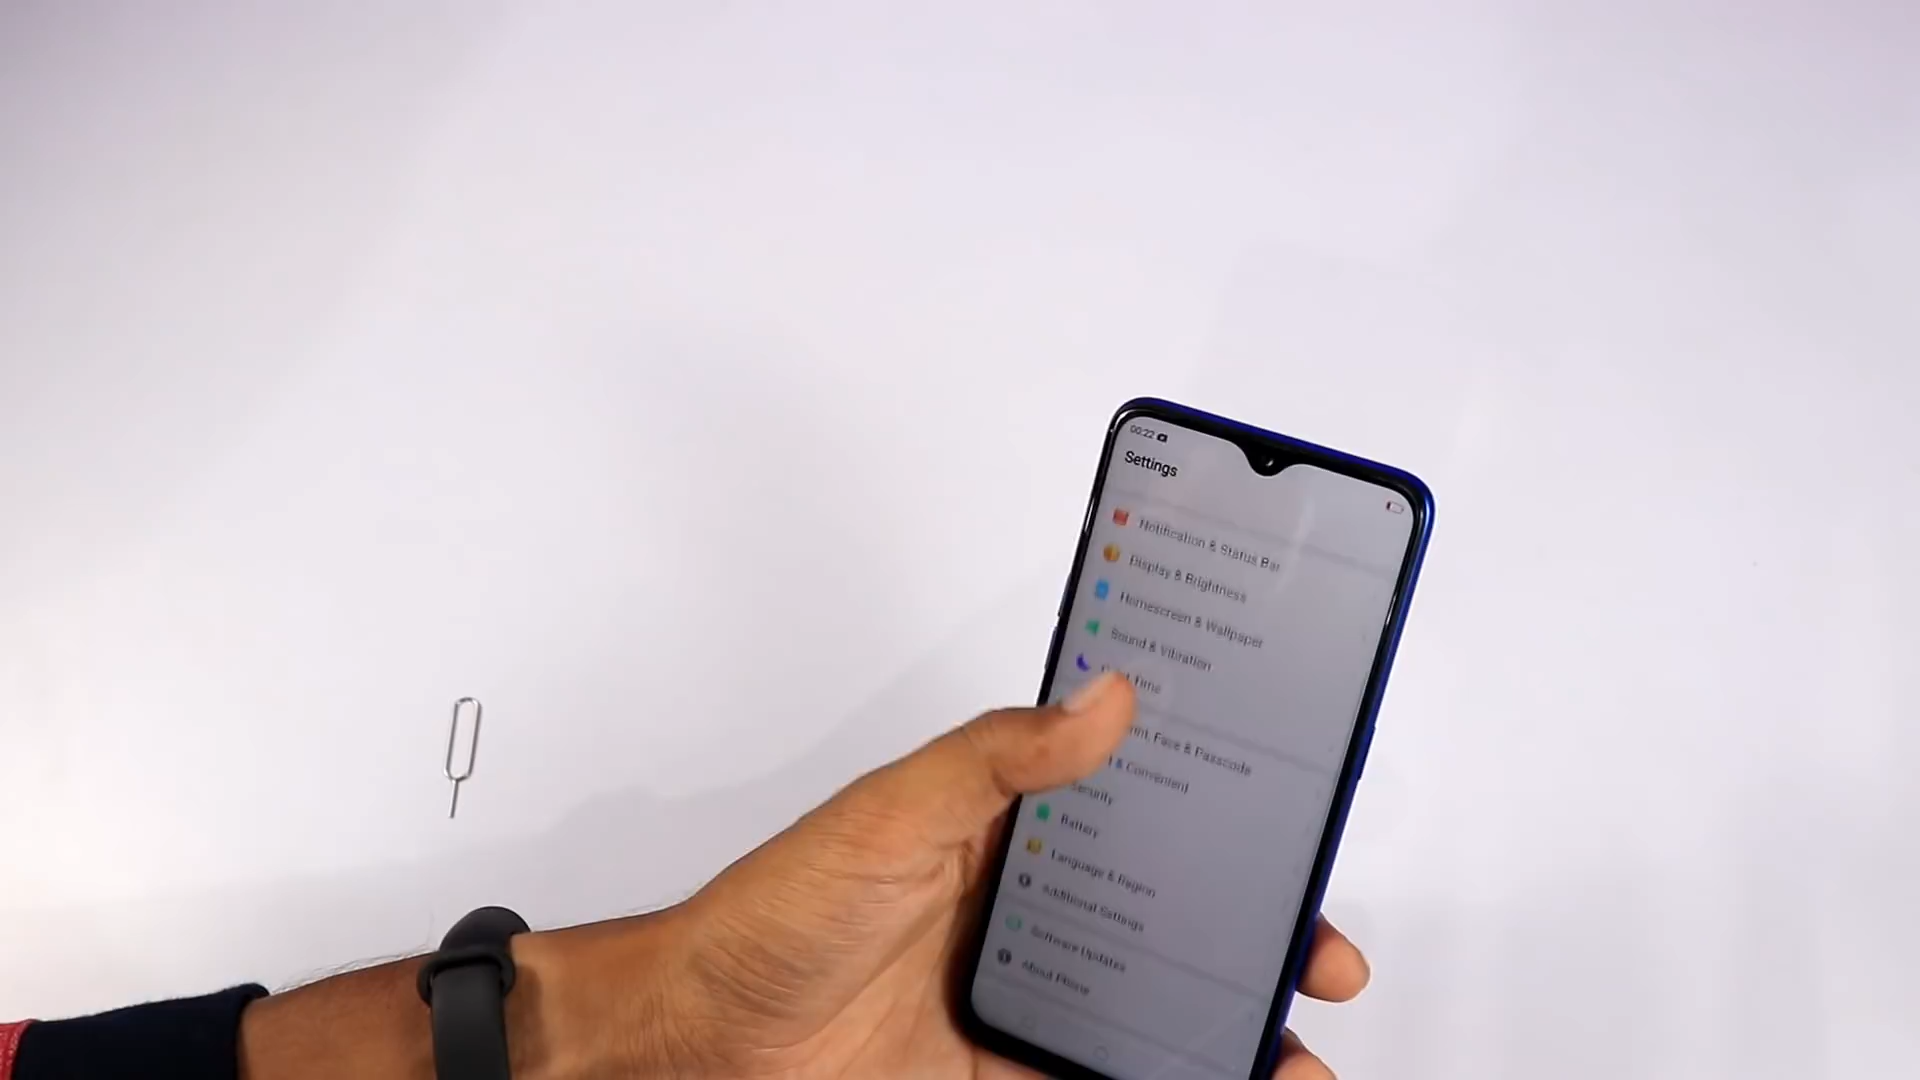 00:22
Settings
Notification & Status Bar
Display & Brightness
Homescreen & Wallpaper
Sound & Vibration
Time
Face & Passcode
& Convenient
Security
Battery
Language & Region
Additional Settings
Software Updates
About Phone